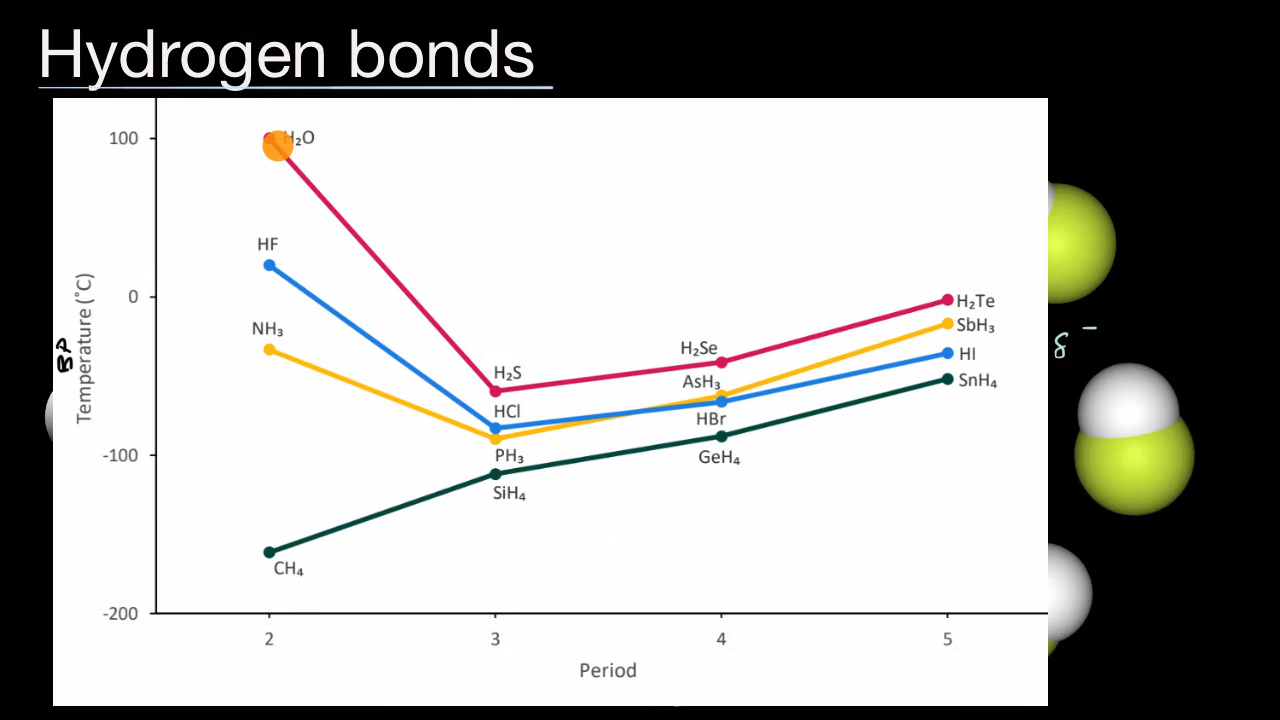 Hydrogen bonds
100
H₂O
HF
0
NH₃
H₂Te
SbH₃
H₂Se
HI
H₂S
AsH₃
SnH₄
HCl
HBr
-100
PH₃
GeH₄
SiH₄
CH₄
-200
2 3 4 5
Period
BP
Temperature (˚C)
δ⁻